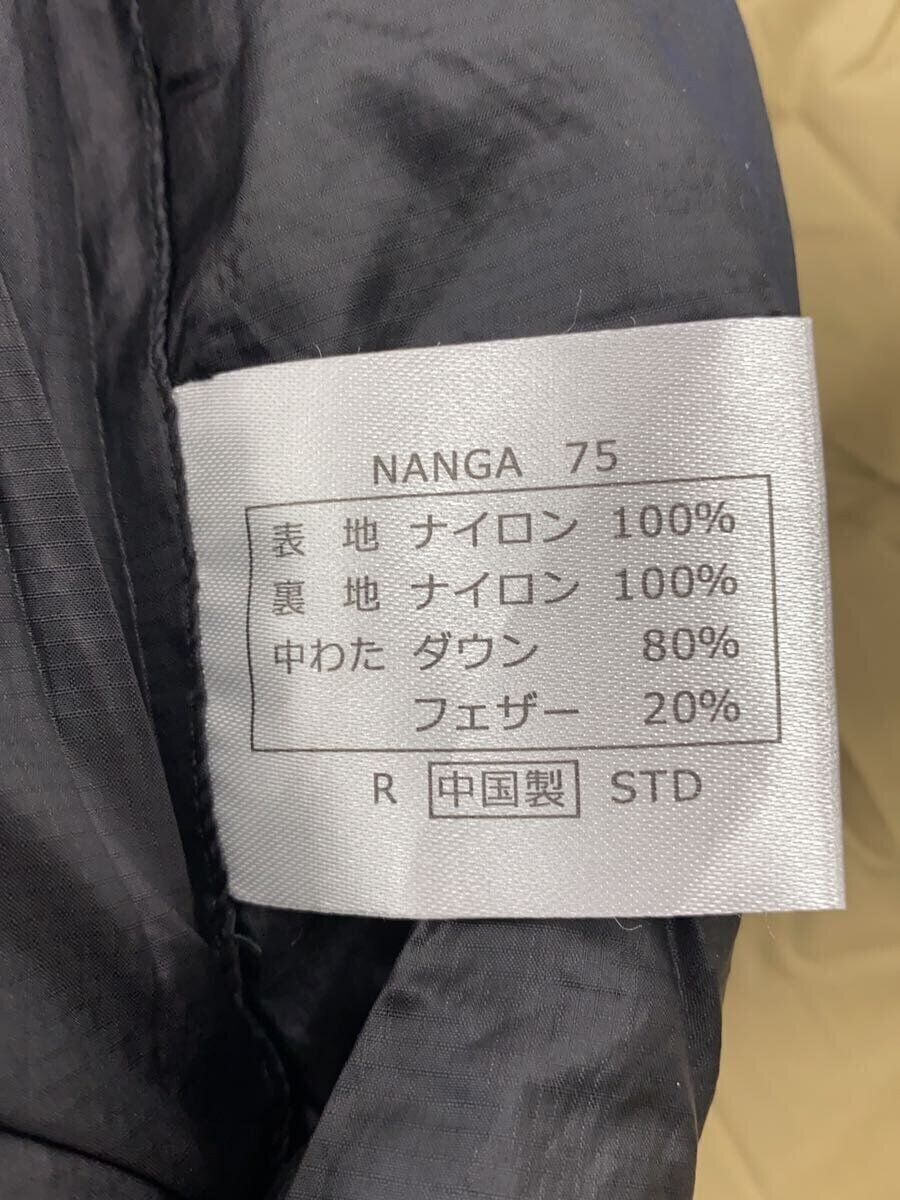 NANGA 75
表 地 ナイロン 100%
裏 地 ナイロン 100%
中わた ダウン 80%
フェザー 20%
R 中国製 STD